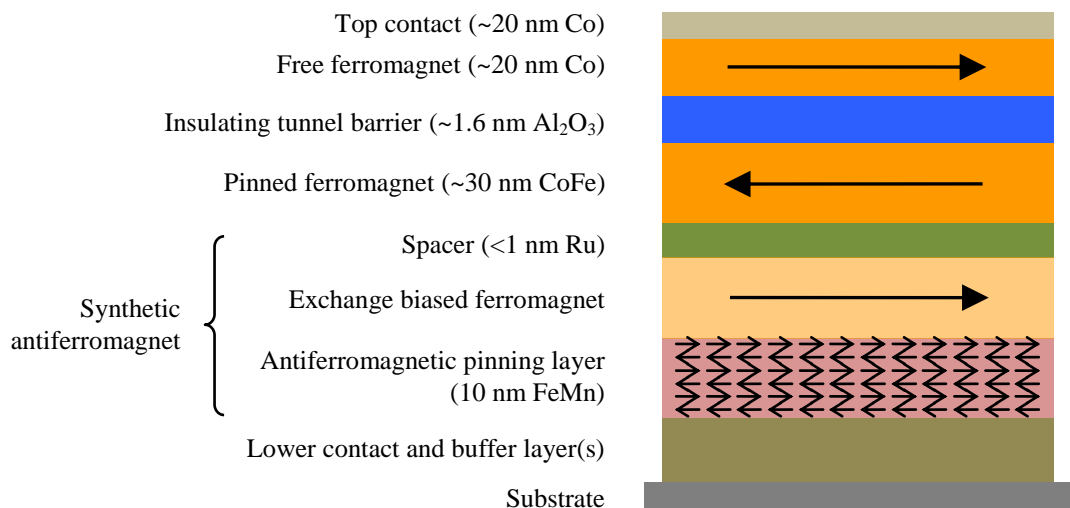 Top contact (~20 nm Co)
Free ferromagnet (~20 nm Co)
Insulating tunnel barrier (~1.6 nm Al₂O₃)
Pinned ferromagnet (~30 nm CoFe)
Spacer (<1 nm Ru)
Exchange biased ferromagnet
Synthetic
antiferromagnet
Antiferromagnetic pinning layer
(10 nm FeMn)
Lower contact and buffer layer(s)
Substrate